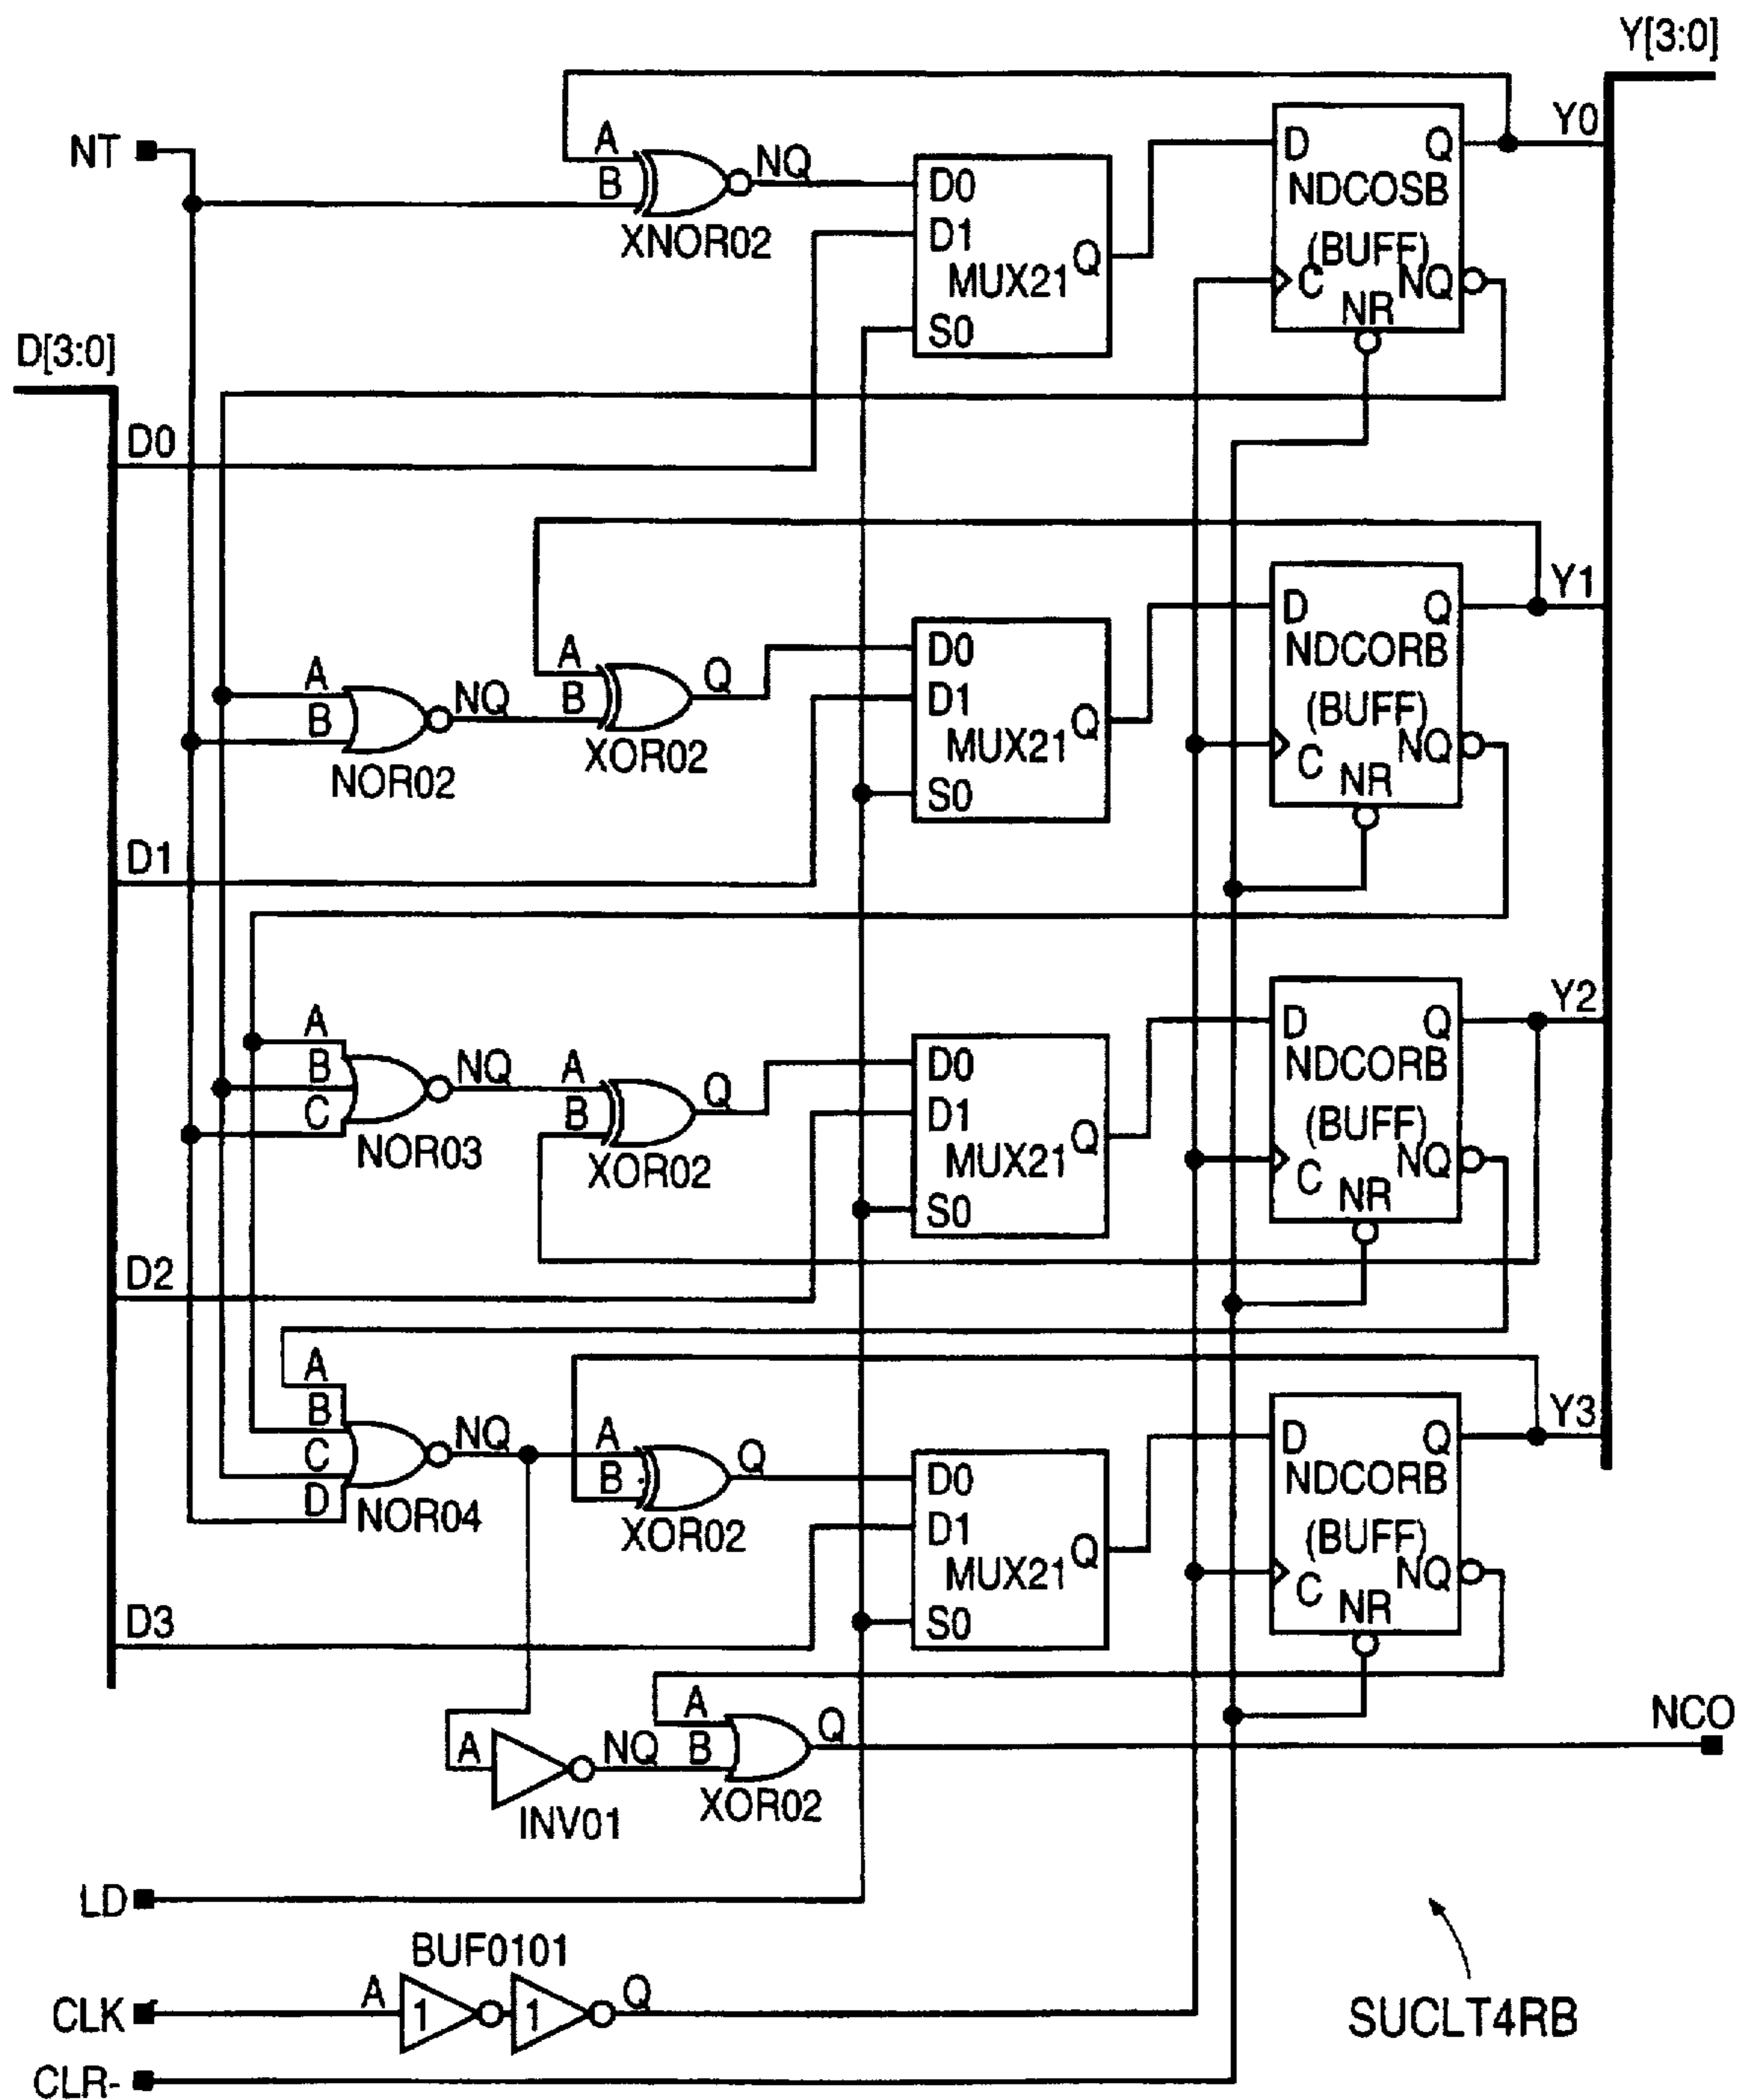 Y[3:0]
NT
A
B
NQ
XNOR02
D0
D1
MUX21
Q
S0
D
Q
NDCOSB
(BUFF)
C
NQ
NR
Y0
D[3:0]
D0
A
B
NQ
NOR02
A
B
Q
XOR02
D0
D1
MUX21
Q
S0
D
Q
NDCORB
(BUFF)
C
NQ
NR
Y1
D1
A
B
C
NQ
NOR03
A
B
Q
XOR02
D0
D1
MUX21
Q
S0
D
Q
NDCORB
(BUFF)
C
NQ
NR
Y2
D2
A
B
C
D
NQ
NOR04
A
B
Q
XOR02
D0
D1
MUX21
Q
S0
D
Q
NDCORB
(BUFF)
C
NQ
NR
Y3
D3
A
NQ
INV01
A
B
Q
XOR02
NCO
LD
BUF0101
CLK
A
1
1
Q
CLR-
SUCLT4RB